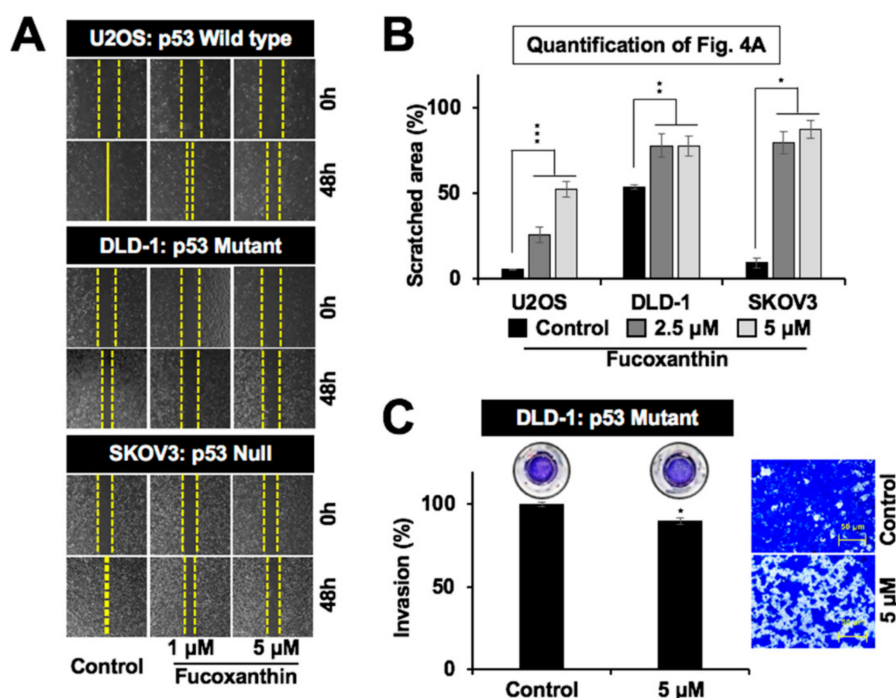 A
U2OS: p53 Wild type
0h
48h
DLD-1: p53 Mutant
0h
48h
SKOV3: p53 Null
0h
48h
Control
1 µM
5 µM
Fucoxanthin
B
Quantification of Fig. 4A
Scratched area (%)
100
50
0
***
**
*
U2OS
DLD-1
SKOV3
Control
2.5 µM
5 µM
Fucoxanthin
C
DLD-1: p53 Mutant
Invasion (%)
100
50
0
*
Control
5 µM
50 µm
Control
5 µM